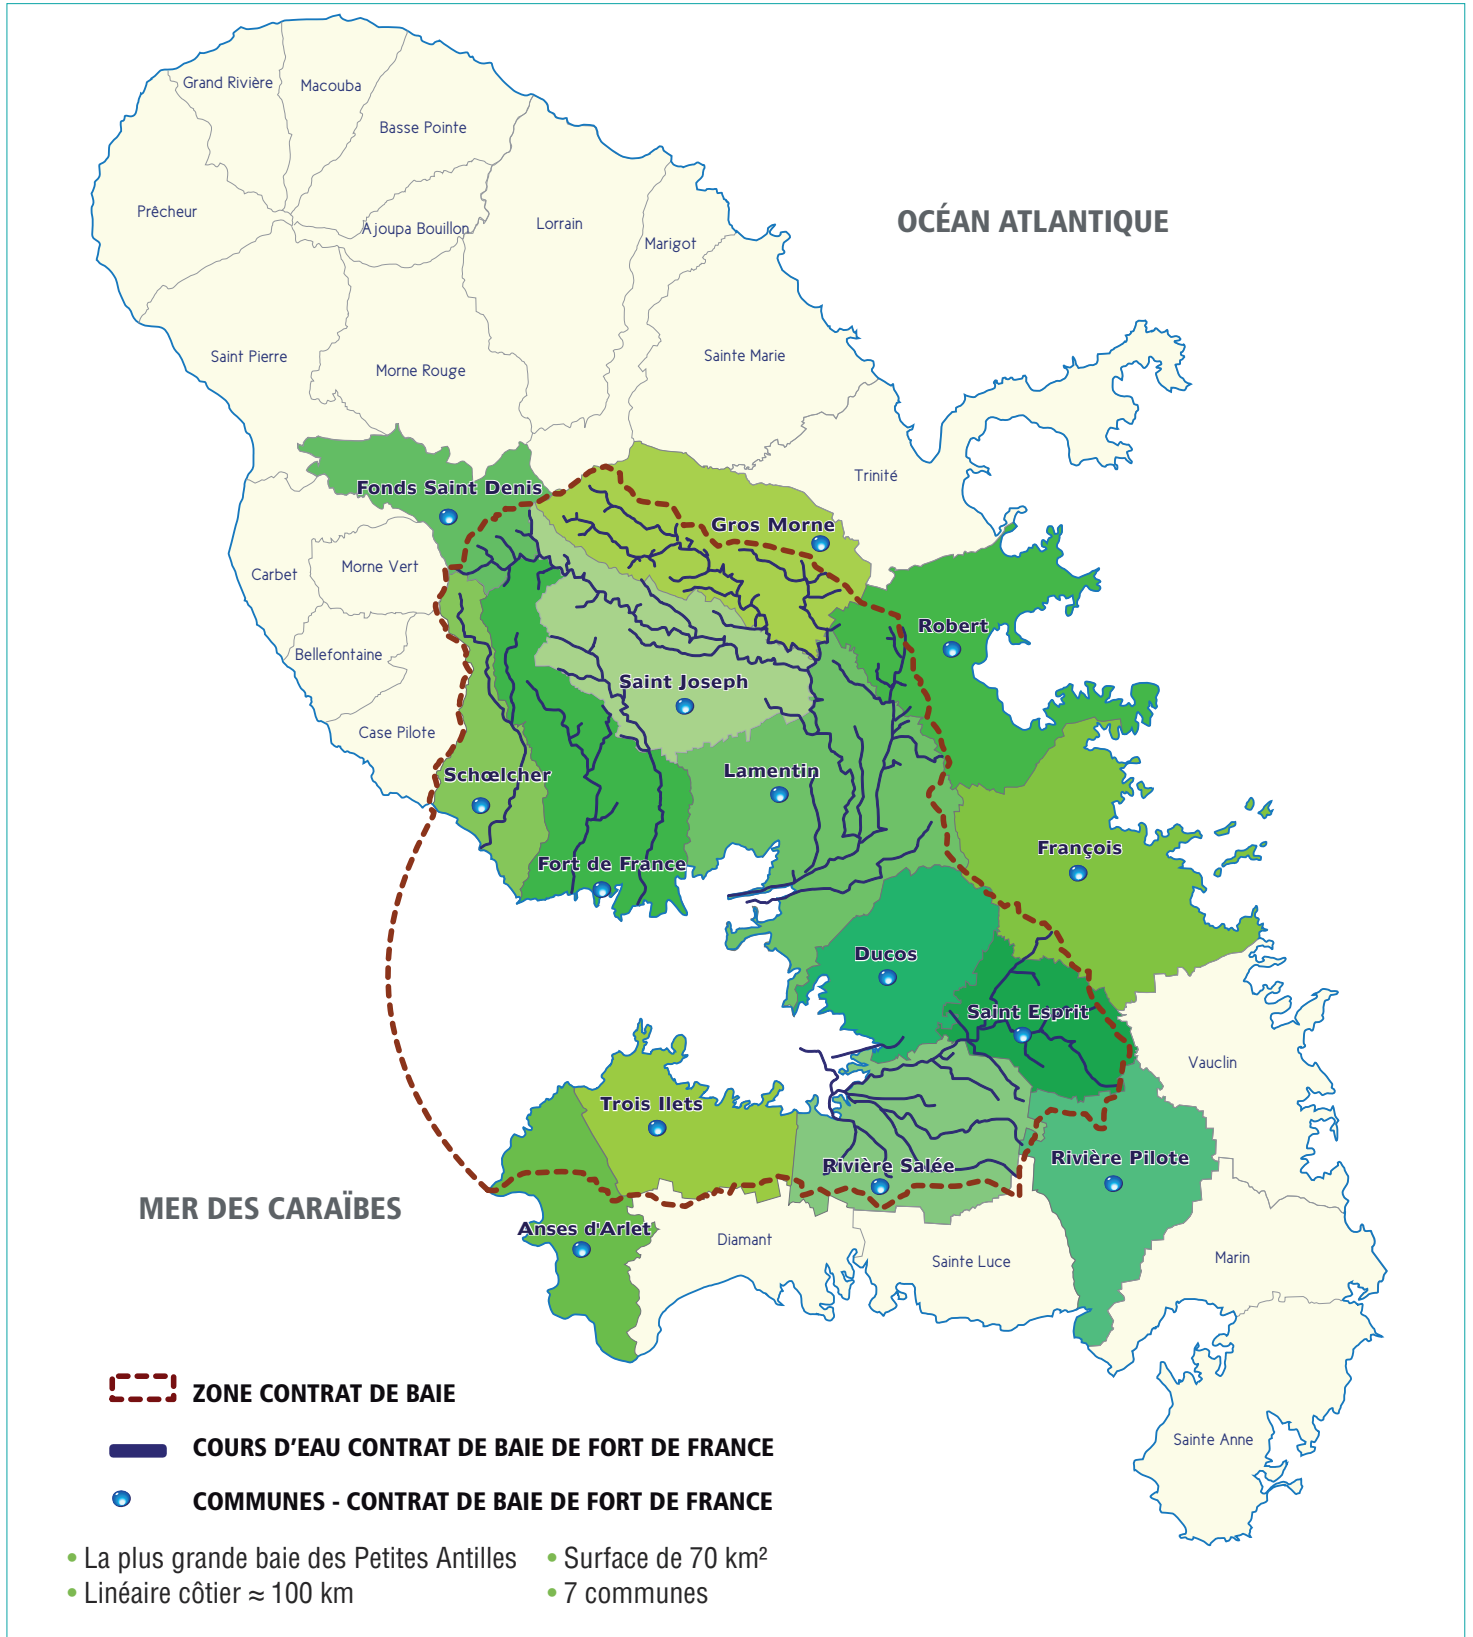 Grand Rivière
Macouba
Basse Pointe
Prêcheur
Ajoupa Bouillon
Lorrain
Marigot
OCÉAN ATLANTIQUE
Saint Pierre
Morne Rouge
Sainte Marie
Trinité
Fonds Saint Denis
Gros Morne
Carbet
Morne Vert
Robert
Bellefontaine
Saint Joseph
Case Pilote
Schœlcher
Lamentin
Fort de France
François
Ducos
Saint Esprit
Vauclin
Trois Ilets
Rivière Salée
Rivière Pilote
MER DES CARAÏBES
Anses d'Arlet
Diamant
Sainte Luce
Marin
Sainte Anne
ZONE CONTRAT DE BAIE
COURS D'EAU CONTRAT DE BAIE DE FORT DE FRANCE
COMMUNES - CONTRAT DE BAIE DE FORT DE FRANCE
• La plus grande baie des Petites Antilles
• Surface de 70 km²
• Linéaire côtier ≈ 100 km
• 7 communes